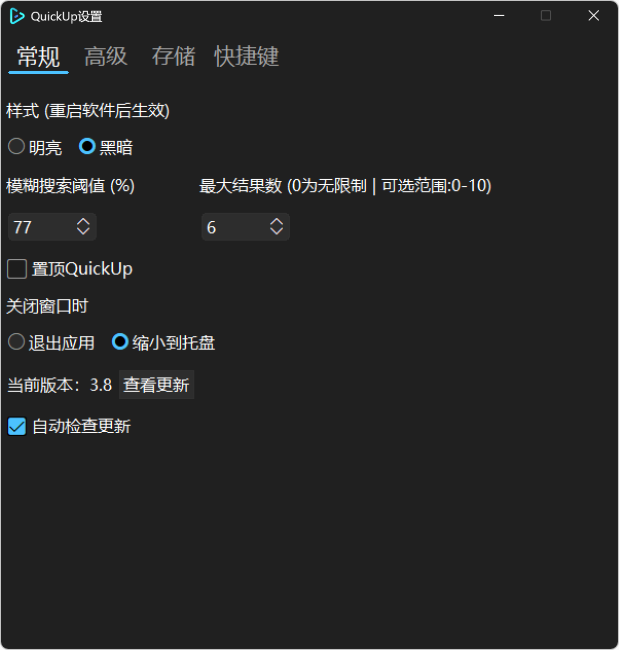 QuickUp设置
常规 高级 存储 快捷键
样式 (重启软件后生效)
明亮 黑暗
模糊搜索阈值 (%) 最大结果数 (0为无限制 | 可选范围:0-10)
77 6
置顶QuickUp
关闭窗口时
退出应用 缩小到托盘
当前版本：3.8 查看更新
自动检查更新